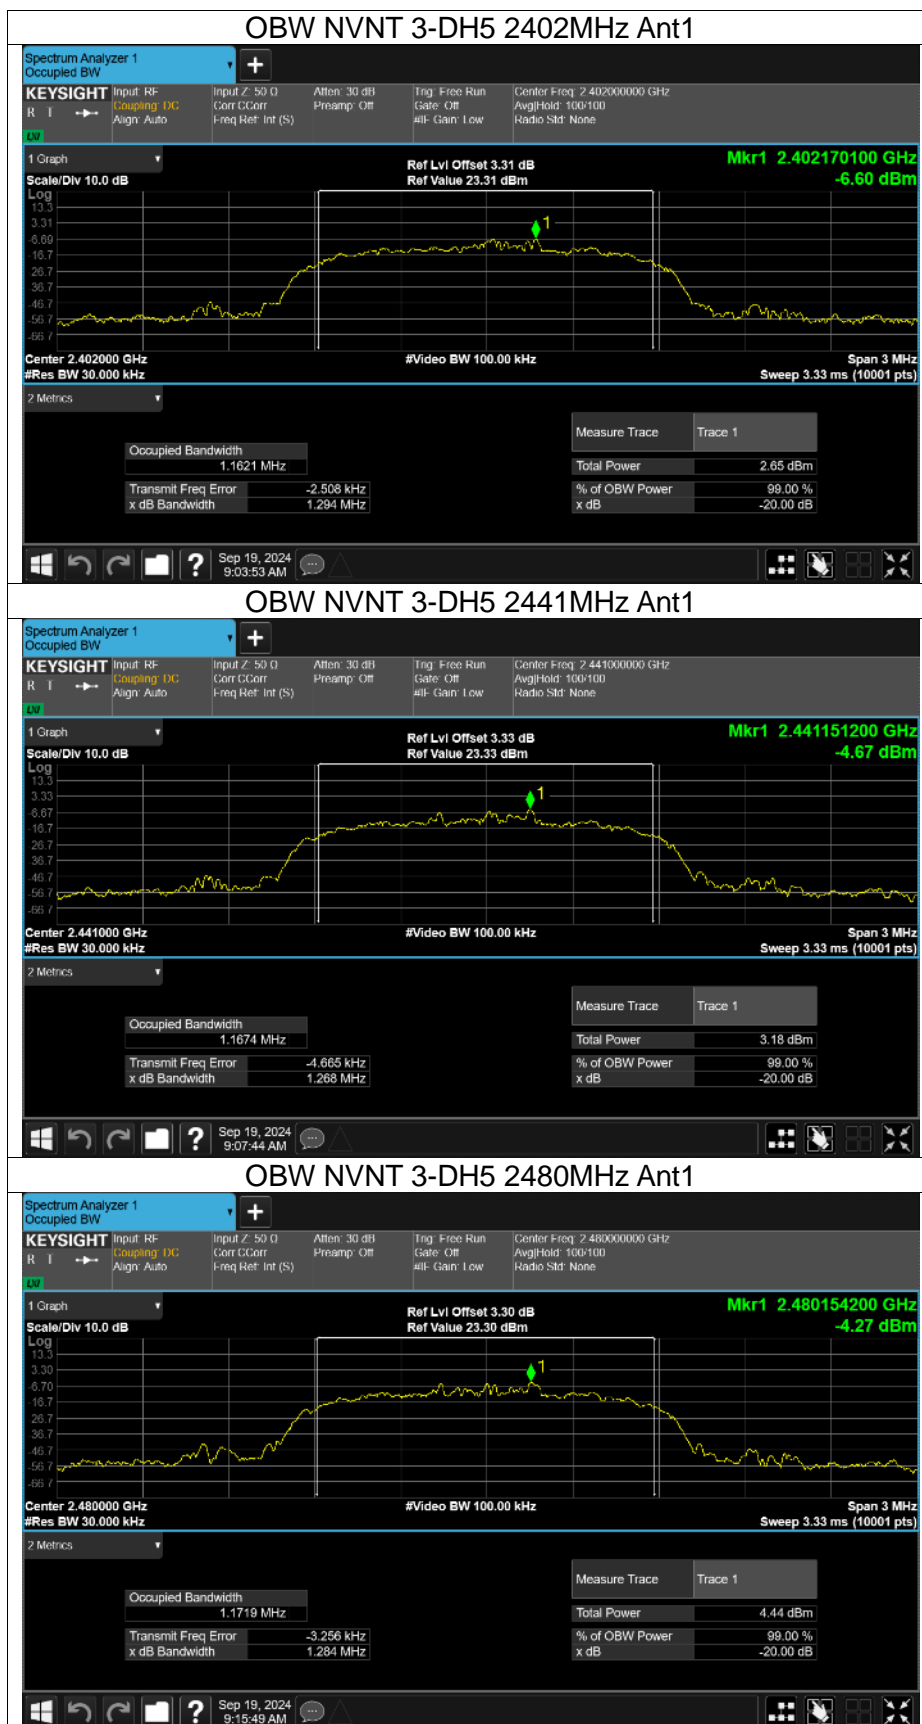 OBW NVNT 3-DH5 2402MHz Ant1
Spectrum Analyzer 1
Occupied BW
+
KEYSIGHT Input: RF Input Z: 50 Ω Atten: 30 dB Trig: Free Run Center Freq: 2.402000000 GHz
R T Coupling: DC Corr CCorr Preamp: Off Gate: Off Avg|Hold: 100/100
Align: Auto Freq Ref: Int (S) #IF Gain: Low Radio Std: None
LXI
1 Graph Ref Lvl Offset 3.31 dB Mkr1 2.402170100 GHz
Scale/Div 10.0 dB Ref Value 23.31 dBm -6.60 dBm
Log
13.3
3.31
-6.69
-16.7
-26.7
-36.7
-46.7
-56.7
-66.7
1
Center 2.402000 GHz #Video BW 100.00 kHz Span 3 MHz
#Res BW 30.000 kHz Sweep 3.33 ms (10001 pts)
2 Metrics
Measure Trace Trace 1
Occupied Bandwidth
1.1621 MHz Total Power 2.65 dBm
Transmit Freq Error -2.508 kHz % of OBW Power 99.00 %
x dB Bandwidth 1.294 MHz x dB -20.00 dB
? Sep 19, 2024
9:03:53 AM
OBW NVNT 3-DH5 2441MHz Ant1
Spectrum Analyzer 1
Occupied BW
+
KEYSIGHT Input: RF Input Z: 50 Ω Atten: 30 dB Trig: Free Run Center Freq: 2.441000000 GHz
R T Coupling: DC Corr CCorr Preamp: Off Gate: Off Avg|Hold: 100/100
Align: Auto Freq Ref: Int (S) #IF Gain: Low Radio Std: None
LXI
1 Graph Ref Lvl Offset 3.33 dB Mkr1 2.441151200 GHz
Scale/Div 10.0 dB Ref Value 23.33 dBm -4.67 dBm
Log
13.3
3.33
-6.67
-16.7
-26.7
-36.7
-46.7
-56.7
-66.7
1
Center 2.441000 GHz #Video BW 100.00 kHz Span 3 MHz
#Res BW 30.000 kHz Sweep 3.33 ms (10001 pts)
2 Metrics
Measure Trace Trace 1
Occupied Bandwidth
1.1674 MHz Total Power 3.18 dBm
Transmit Freq Error -4.665 kHz % of OBW Power 99.00 %
x dB Bandwidth 1.268 MHz x dB -20.00 dB
? Sep 19, 2024
9:07:44 AM
OBW NVNT 3-DH5 2480MHz Ant1
Spectrum Analyzer 1
Occupied BW
+
KEYSIGHT Input: RF Input Z: 50 Ω Atten: 30 dB Trig: Free Run Center Freq: 2.480000000 GHz
R T Coupling: DC Corr CCorr Preamp: Off Gate: Off Avg|Hold: 100/100
Align: Auto Freq Ref: Int (S) #IF Gain: Low Radio Std: None
LXI
1 Graph Ref Lvl Offset 3.30 dB Mkr1 2.480154200 GHz
Scale/Div 10.0 dB Ref Value 23.30 dBm -4.27 dBm
Log
13.3
3.30
-6.70
-16.7
-26.7
-36.7
-46.7
-56.7
-66.7
1
Center 2.480000 GHz #Video BW 100.00 kHz Span 3 MHz
#Res BW 30.000 kHz Sweep 3.33 ms (10001 pts)
2 Metrics
Measure Trace Trace 1
Occupied Bandwidth
1.1719 MHz Total Power 4.44 dBm
Transmit Freq Error -3.256 kHz % of OBW Power 99.00 %
x dB Bandwidth 1.284 MHz x dB -20.00 dB
? Sep 19, 2024
9:15:49 AM